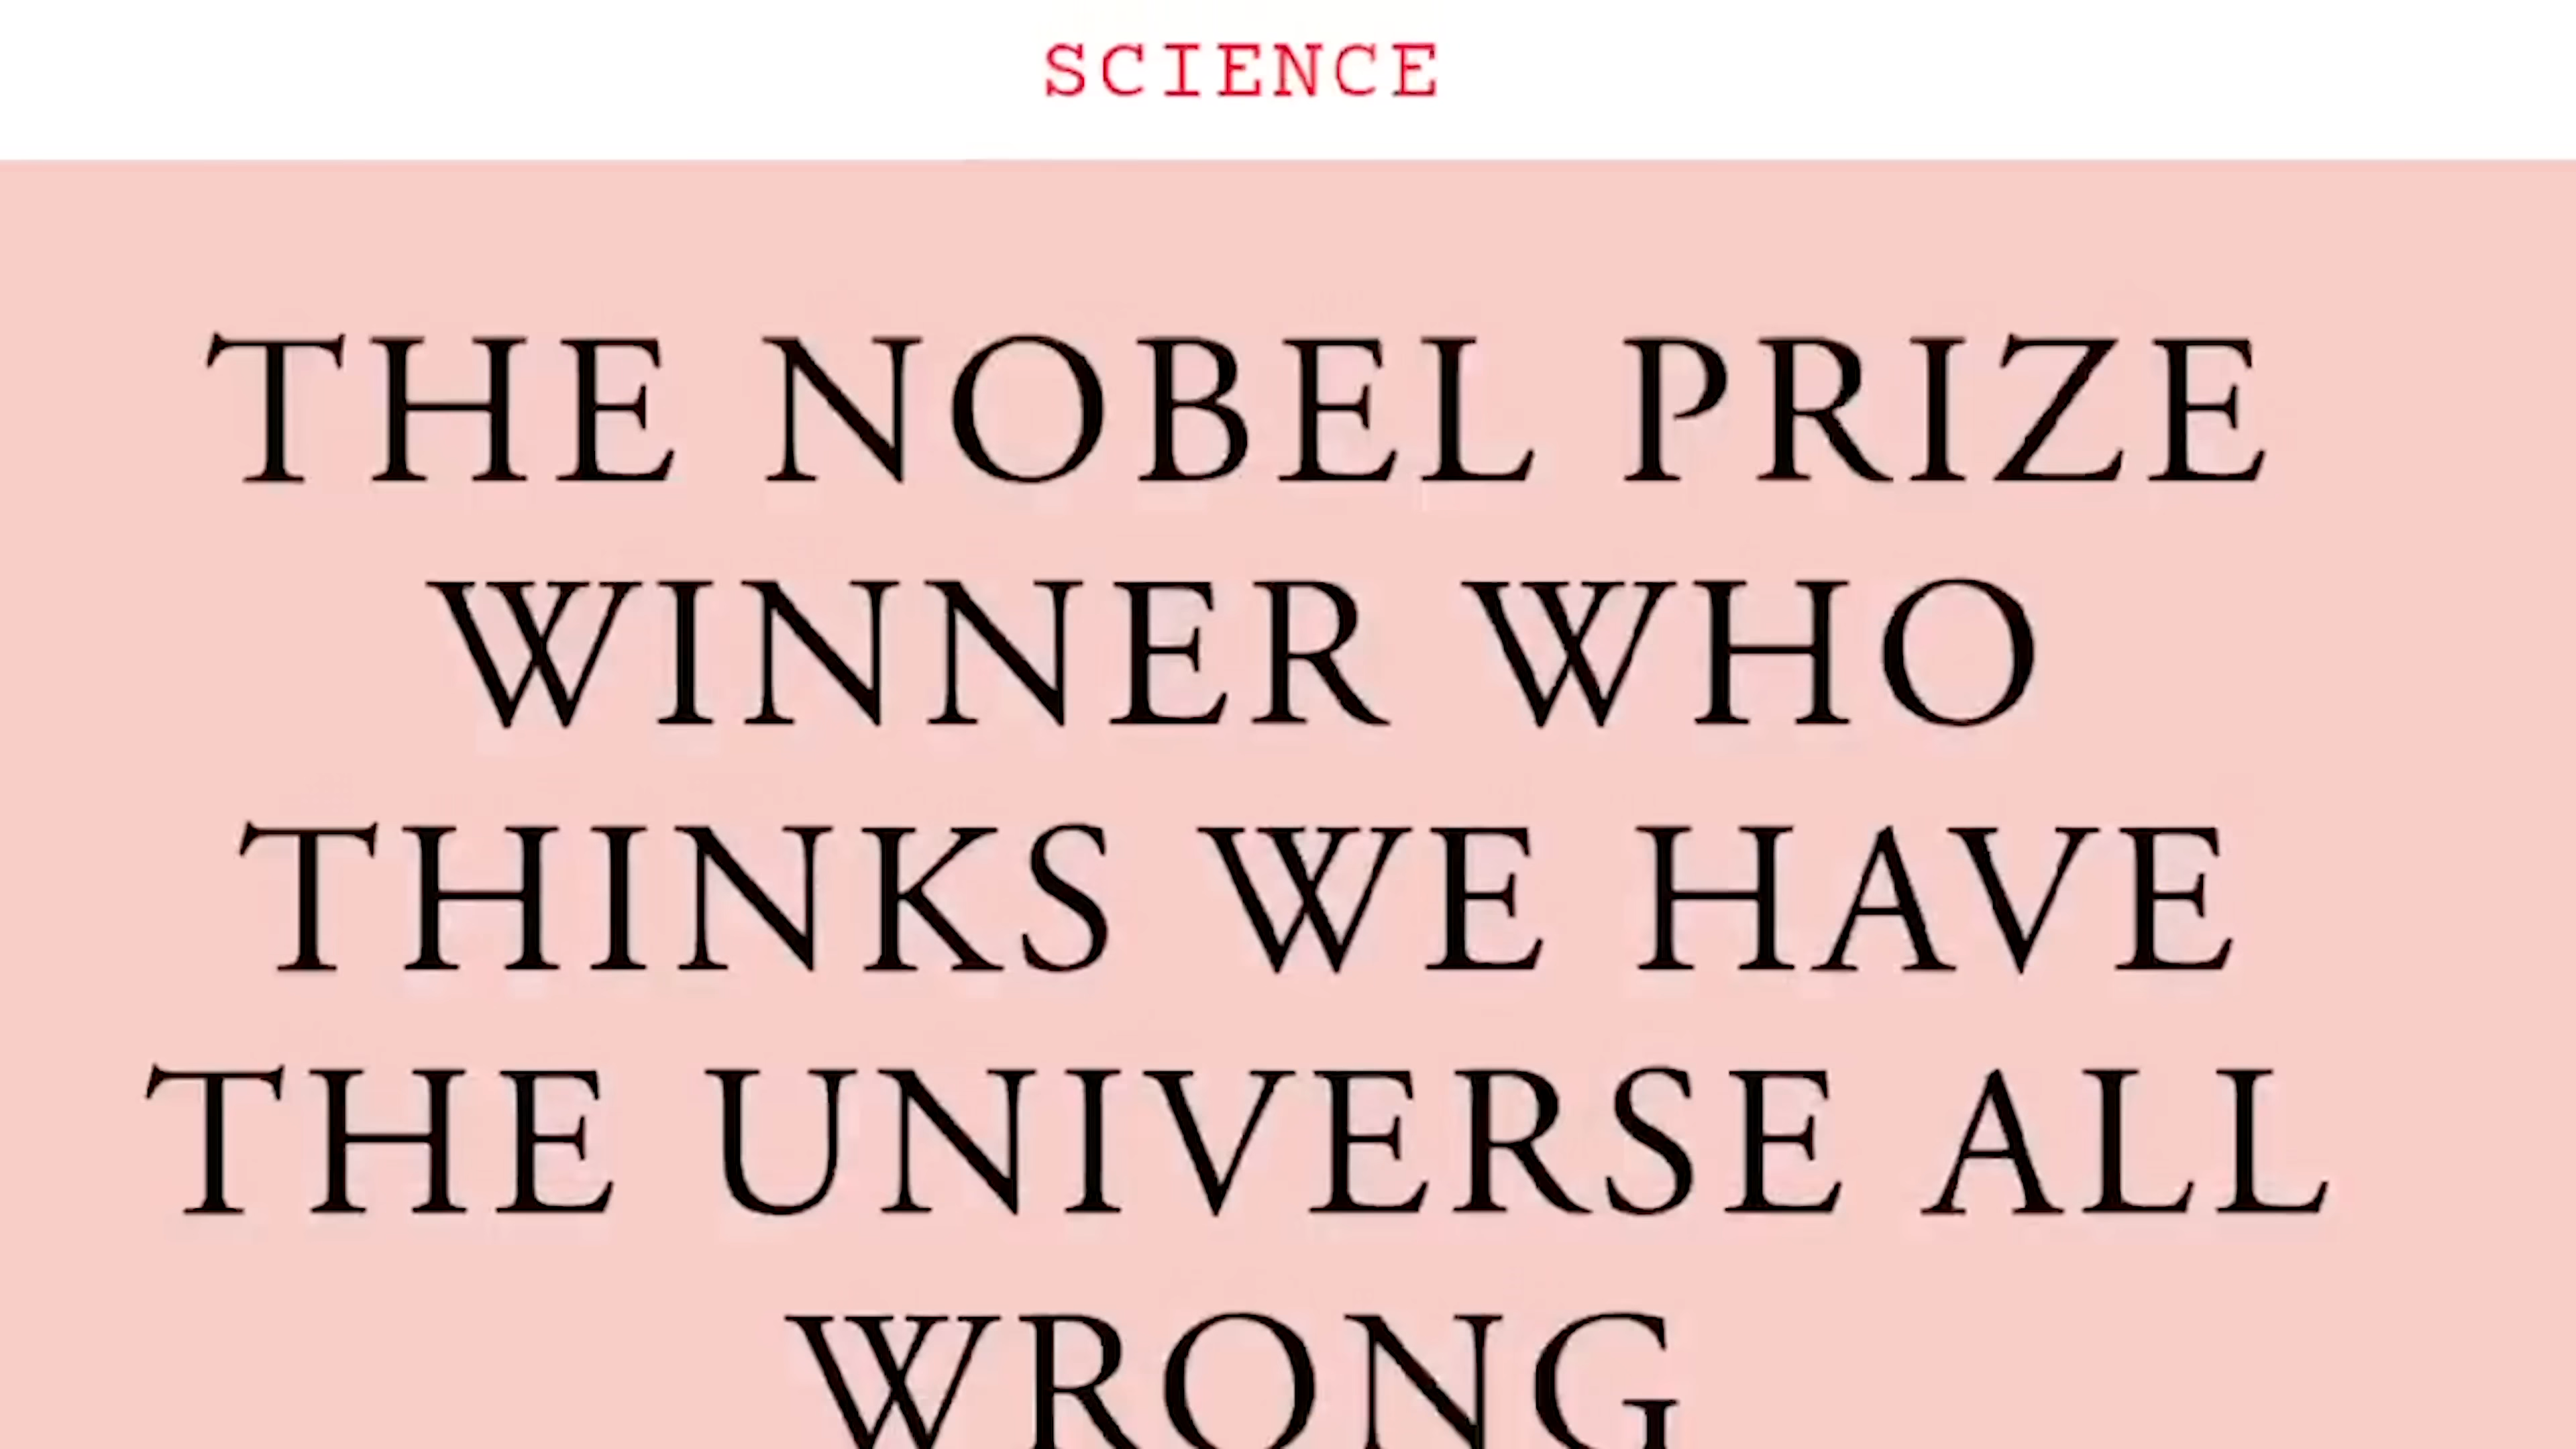 SCIENCE
THE NOBEL PRIZE
WINNER WHO
THINKS WE HAVE
THE UNIVERSE ALL
WRONG